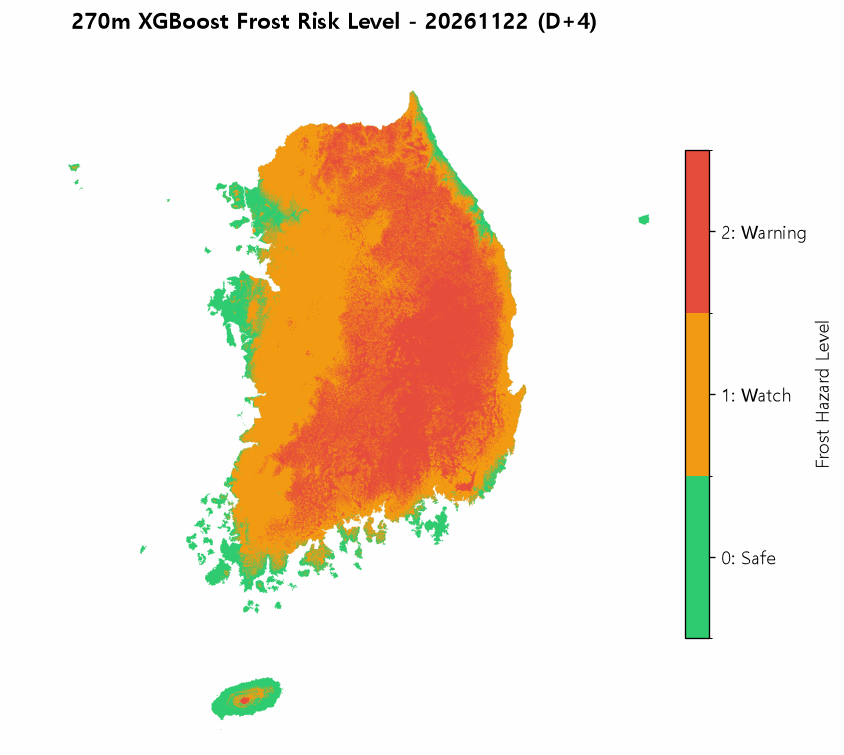 270m XGBoost Frost Risk Level - 20261122 (D+4)
2: Warning
1: Watch
0: Safe
Frost Hazard Level